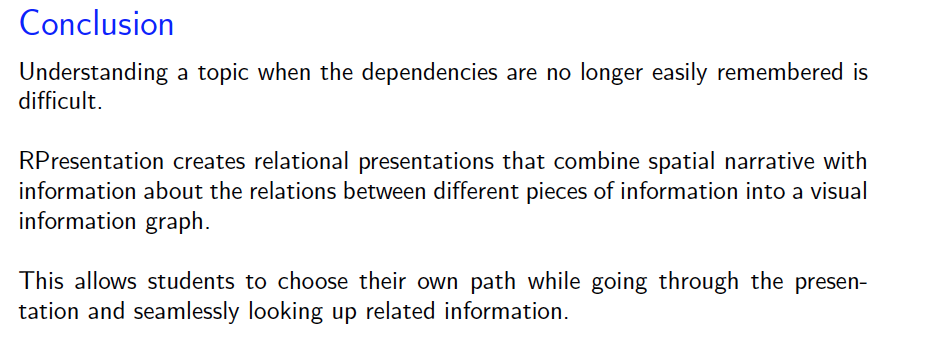 Conclusion
Understanding a topic when the dependencies are no longer easily remembered is
difficult.
RPresentation creates relational presentations that combine spatial narrative with
information about the relations between different pieces of information into a visual
information graph.
This allows students to choose their own path while going through the presen-
tation and seamlessly looking up related information.